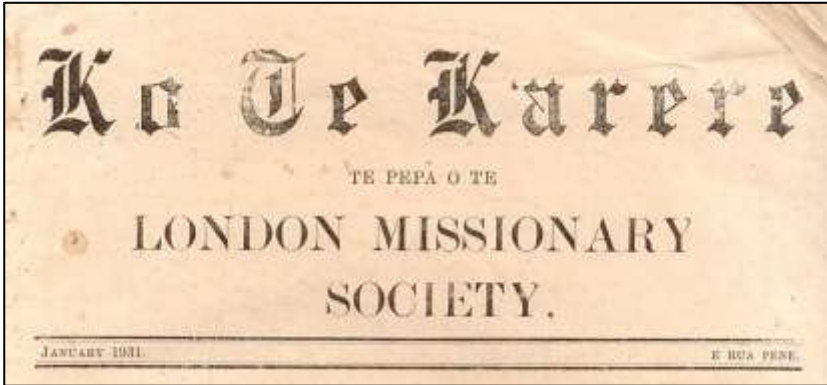 Ko Te Karere
TE PEPA O TE
LONDON MISSIONARY
SOCIETY.
JANUARY 1931.
E RUA PENE.